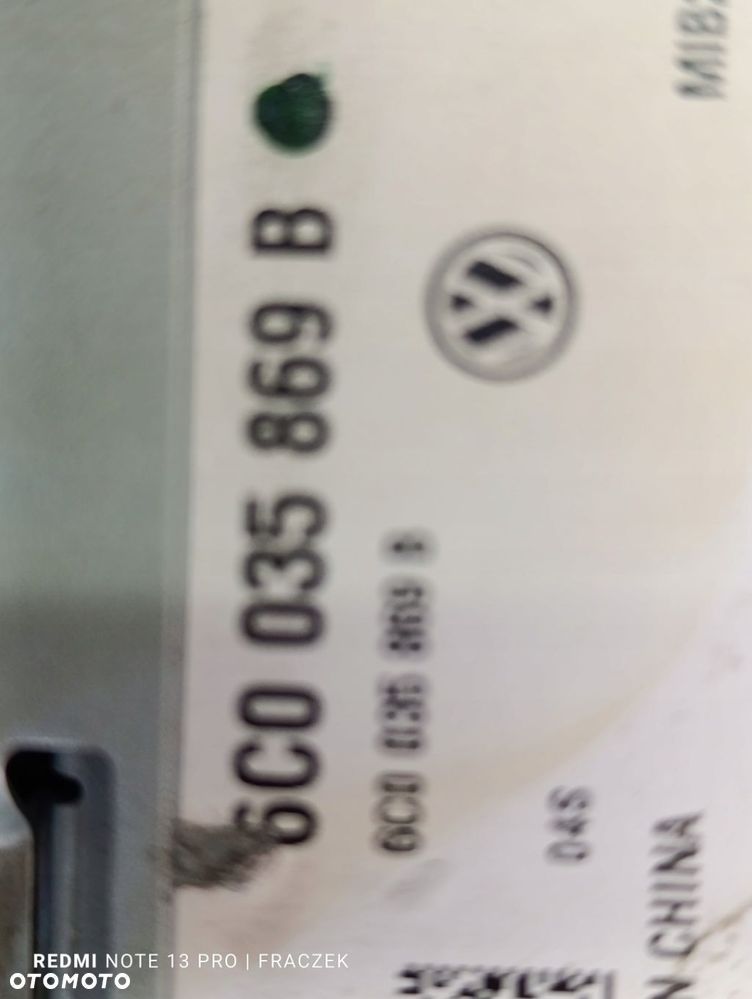 6C0 035 869 B
6C0 035 869 B
04S
CHINA
REDMI NOTE 13 PRO | FRACZEK
OTOMOTO